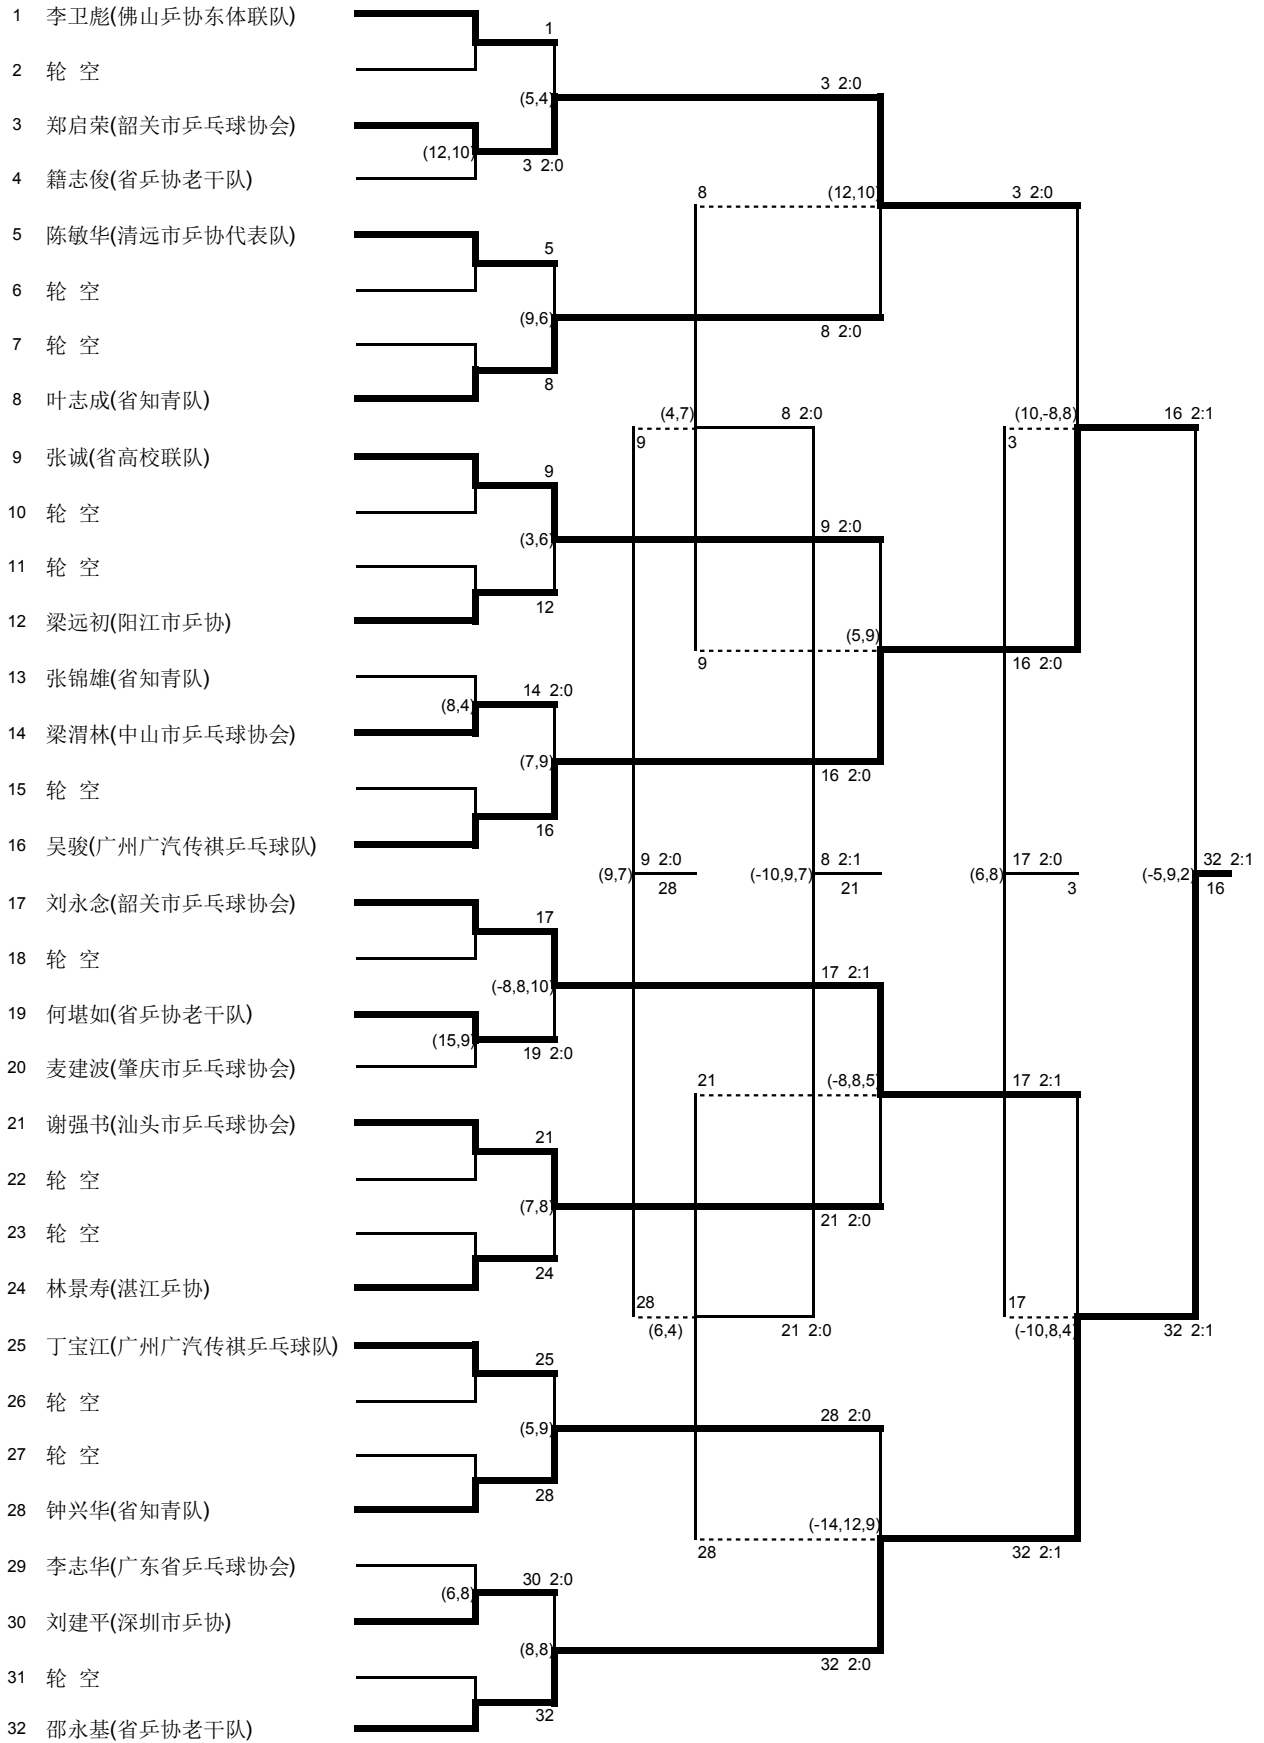 1 李卫彪(佛山乒协东体联队)
1
2 轮 空
3 2:0
(5,4)
3 郑启荣(韶关市乒乓球协会)
(12,10)
3 2:0
4 籍志俊(省乒协老干队)
8
(12,10)
3 2:0
5 陈敏华(清远市乒协代表队)
5
6 轮 空
(9,6)
8 2:0
7 轮 空
8
8 叶志成(省知青队)
(4,7)
8 2:0
(10,-8,8)
16 2:1
9
3
9 张诚(省高校联队)
9
10 轮 空
9 2:0
(3,6)
11 轮 空
12
12 梁远初(阳江市乒协)
(5,9)
9
16 2:0
13 张锦雄(省知青队)
14 2:0
(8,4)
14 梁渭林(中山市乒乓球协会)
(7,9)
16 2:0
15 轮 空
16
16 吴骏(广州广汽传祺乒乓球队)
9 2:0
8 2:1
17 2:0
32 2:1
(9,7)
(-10,9,7)
(6,8)
(-5,9,2)
28
21
3
16
17 刘永念(韶关市乒乓球协会)
17
18 轮 空
17 2:1
(-8,8,10)
19 何堪如(省乒协老干队)
(15,9)
19 2:0
20 麦建波(肇庆市乒乓球协会)
21
(-8,8,5)
17 2:1
21 谢强书(汕头市乒乓球协会)
21
22 轮 空
(7,8)
21 2:0
23 轮 空
24
24 林景寿(湛江乒协)
28
17
(6,4)
21 2:0
(-10,8,4)
32 2:1
25 丁宝江(广州广汽传祺乒乓球队)
25
26 轮 空
28 2:0
(5,9)
27 轮 空
28
28 钟兴华(省知青队)
(-14,12,9)
28
32 2:1
29 李志华(广东省乒乓球协会)
30 2:0
(6,8)
30 刘建平(深圳市乒协)
(8,8)
32 2:0
31 轮 空
32
32 邵永基(省乒协老干队)